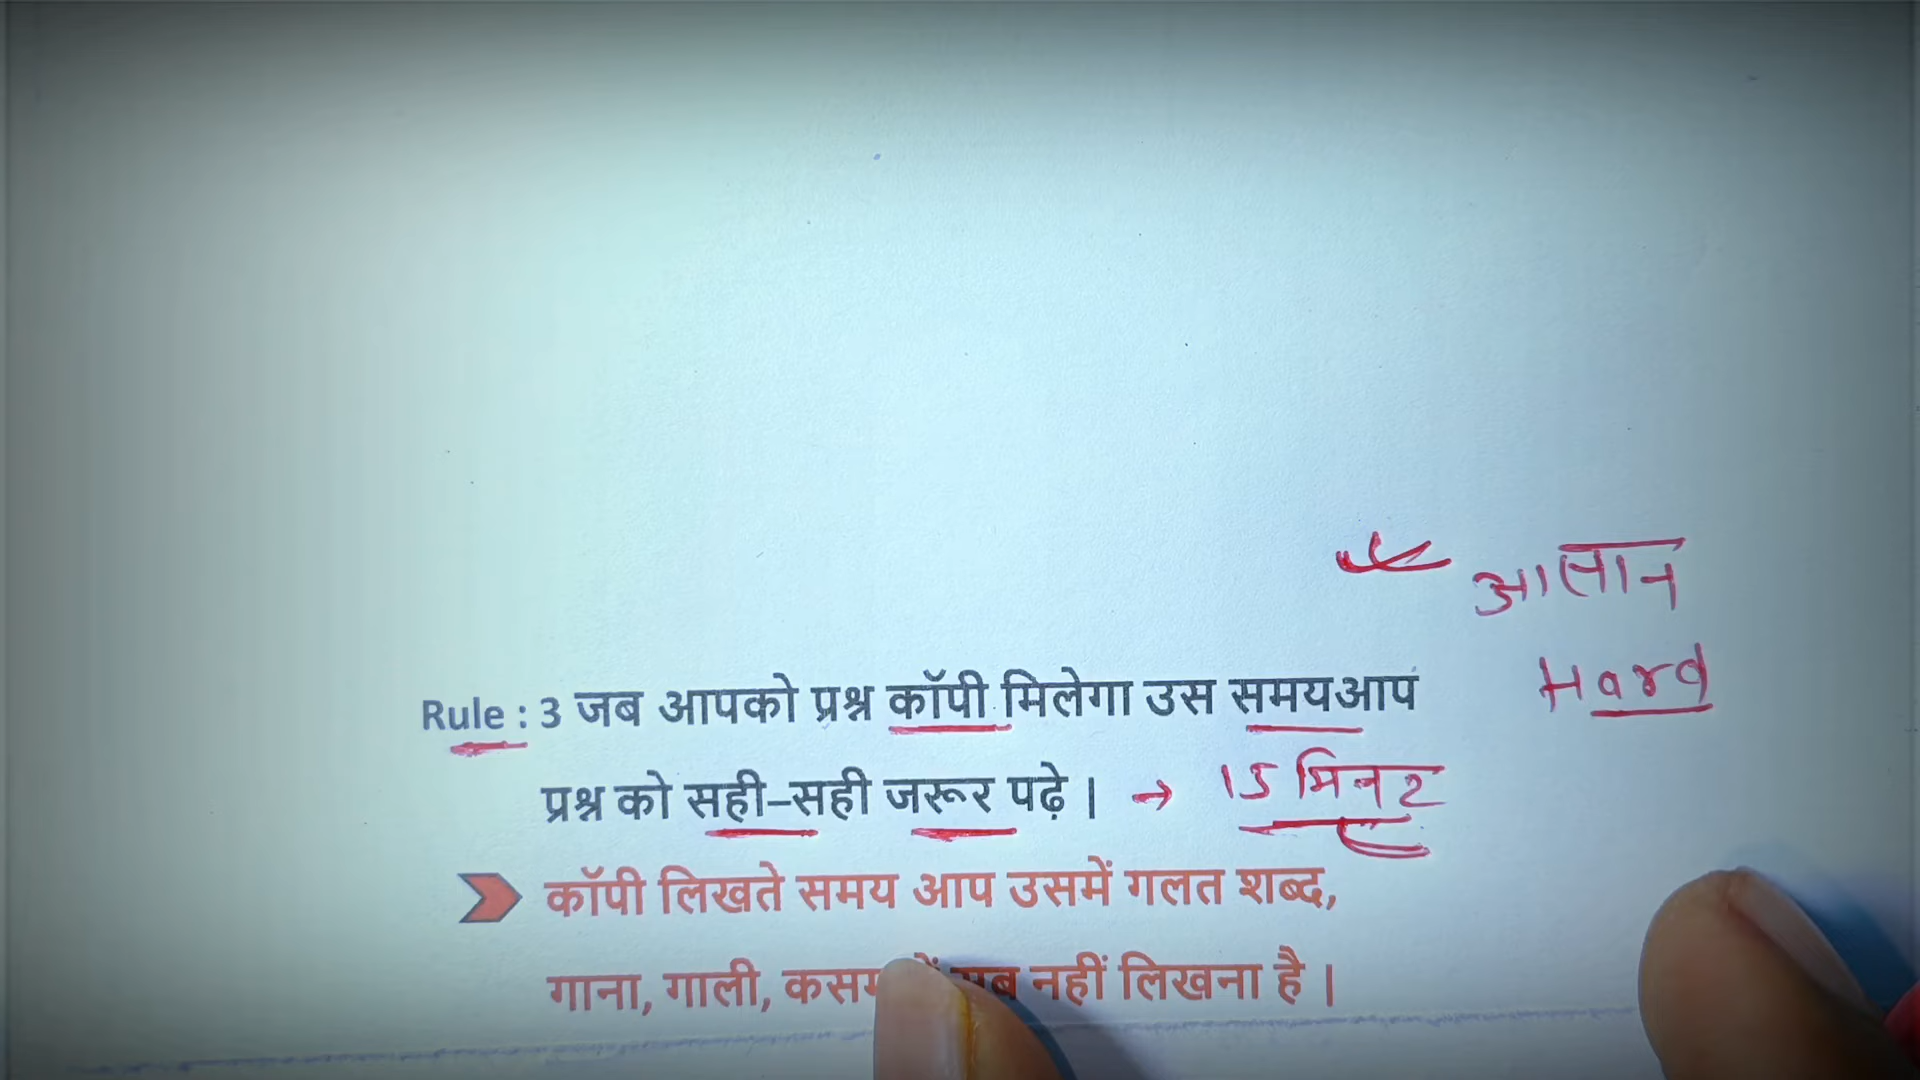 आसान
Hard
Rule : 3 जब आपको प्रश्न कॉपी मिलेगा उस समयआप
प्रश्न को सही–सही जरूर पढ़े | → 15 मिनट
कॉपी लिखते समय आप उसमें गलत शब्द,
गाना, गाली, नहीं लिखना है |